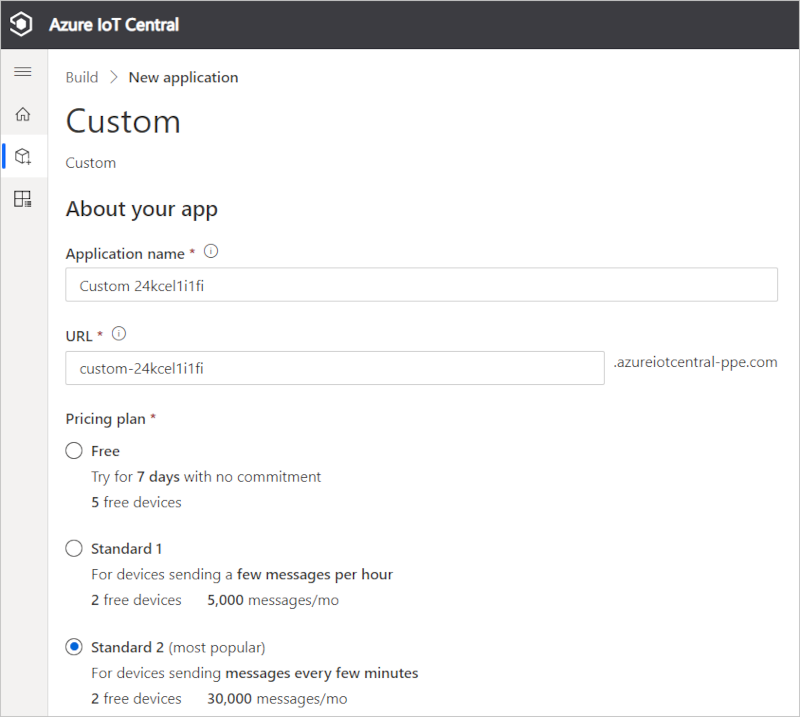 Azure IoT Central
Build > New application
Custom
Custom
About your app
Application name *
Custom 24kcel1i1fi
URL *
custom-24kcel1i1fi .azureiotcentral-ppe.com
Pricing plan *
Free
Try for 7 days with no commitment
5 free devices
Standard 1
For devices sending a few messages per hour
2 free devices 5,000 messages/mo
Standard 2 (most popular)
For devices sending messages every few minutes
2 free devices 30,000 messages/mo